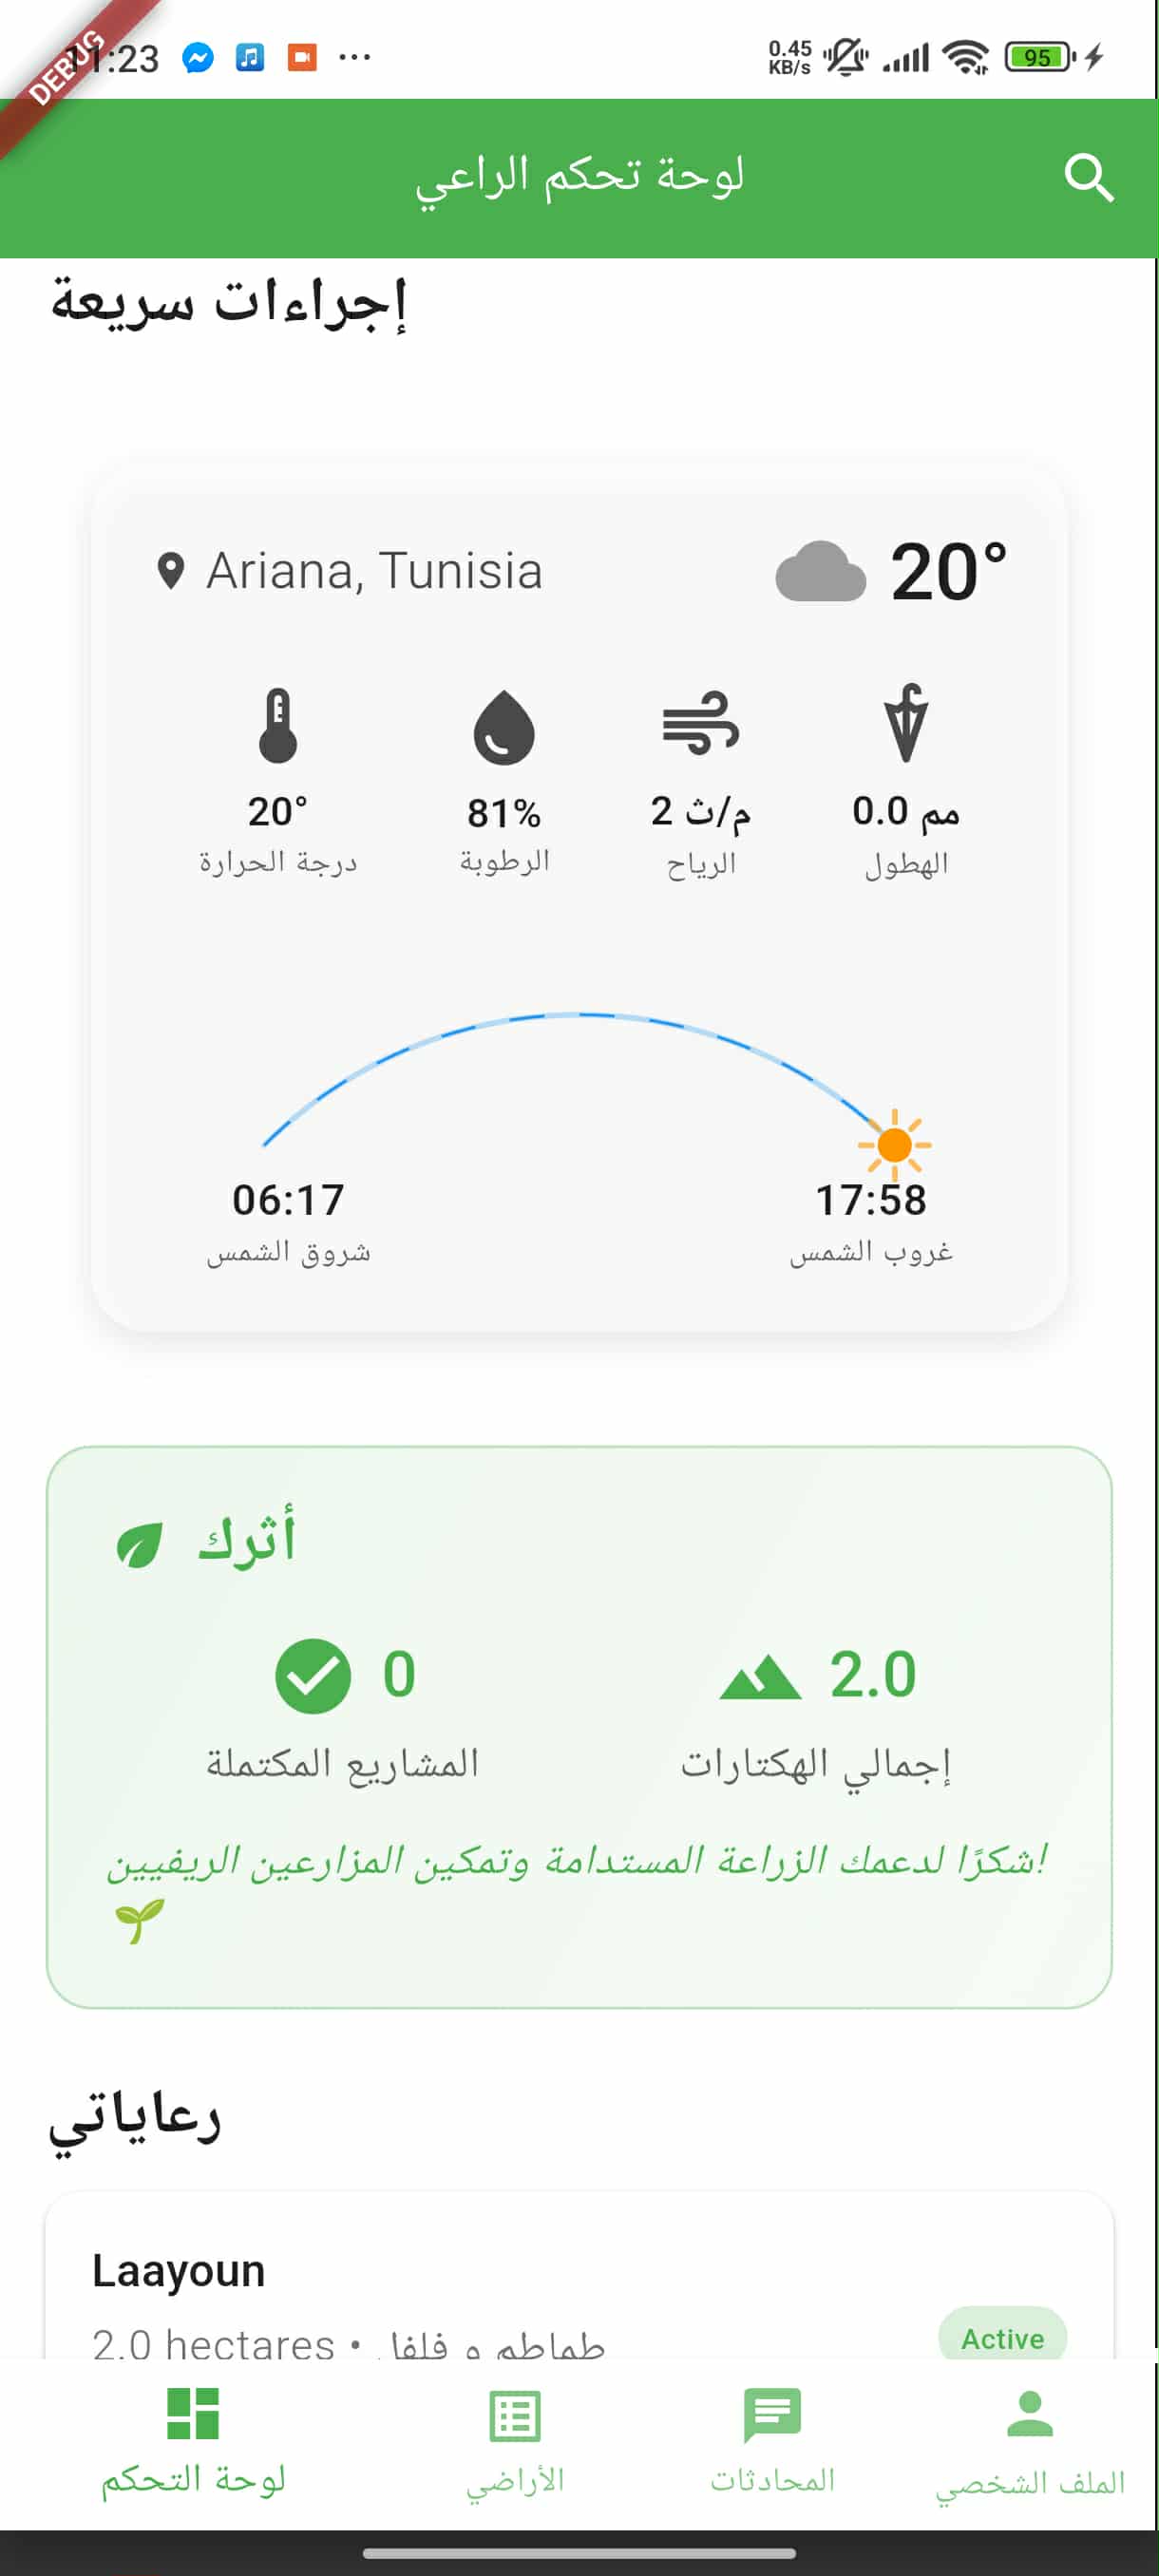 DEBUG
11:23
0.45 KB/s
95
لوحة تحكم الراعي
إجراءات سريعة
Ariana, Tunisia
20°
20°
81%
2 م/ث
0.0 مم
درجة الحرارة
الرطوبة
الرياح
الهطول
06:17
17:58
شروق الشمس
غروب الشمس
أثرك
0
2.0
المشاريع المكتملة
إجمالي الهكتارات
شكرًا لدعمك الزراعة المستدامة وتمكين المزارعين الريفيين!
🌱
رعاياتي
Laayoun
2.0 hectares • طماطم و فلفل
Active
لوحة التحكم
الأراضي
المحادثات
الملف الشخصي